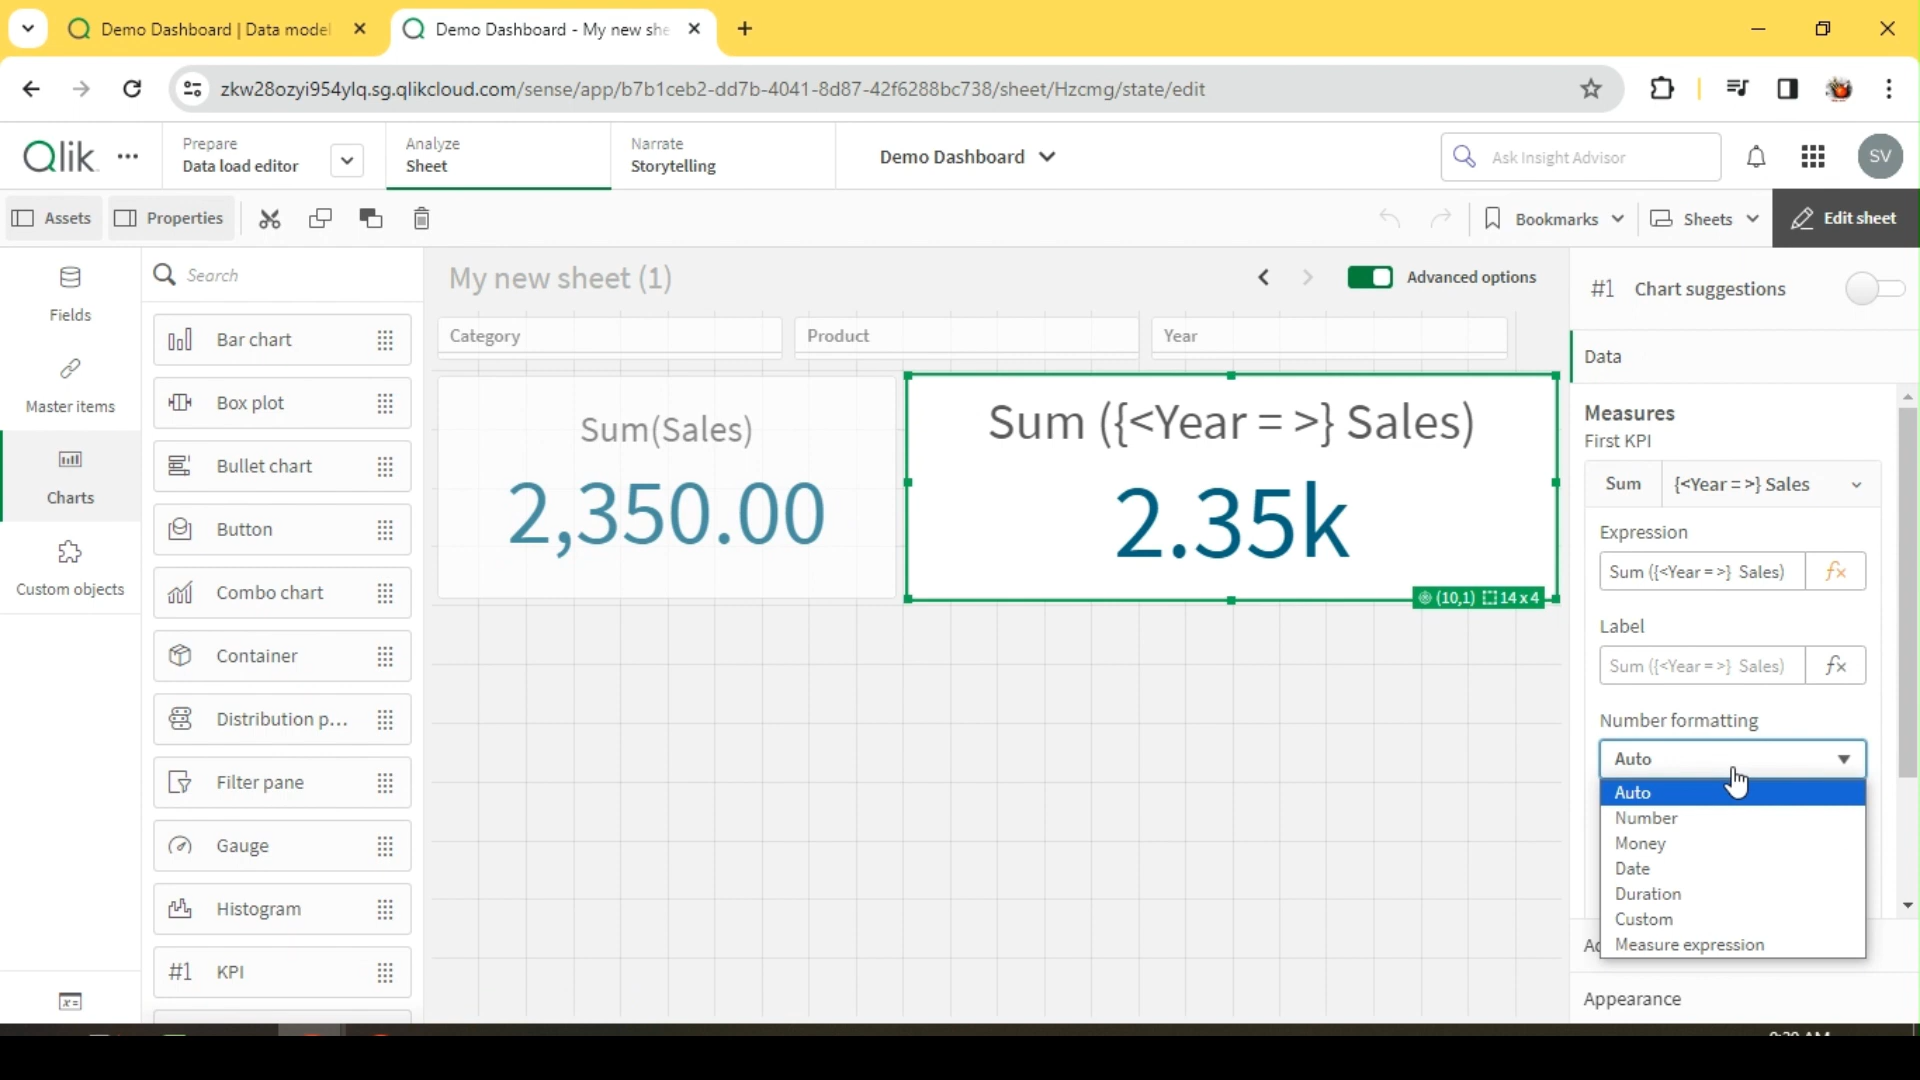 Demo Dashboard | Data model
Demo Dashboard - My new she
zkw28ozyi954ylq.sg.qlikcloud.com/sense/app/b7b1ceb2-dd7b-4041-8d87-42f6288bc738/sheet/Hzcmg/state/edit
Qlik
Prepare
Data load editor
Analyze
Sheet
Narrate
Storytelling
Demo Dashboard
Ask Insight Advisor
SV
Assets
Properties
Bookmarks
Sheets
Edit sheet
Fields
Master items
Charts
Custom objects
Search
Bar chart
Box plot
Bullet chart
Button
Combo chart
Container
Distribution p...
Filter pane
Gauge
Histogram
#1 KPI
My new sheet (1)
Advanced options
Category
Product
Year
Sum(Sales)
2,350.00
Sum ({<Year = >} Sales)
2.35k
(10,1) 14 x 4
#1 Chart suggestions
Data
Measures
First KPI
Sum {<Year = >} Sales
Expression
Sum ({<Year = >} Sales) fx
Label
Sum ({<Year = >} Sales) fx
Number formatting
Auto
Auto
Number
Money
Date
Duration
Custom
Measure expression
Appearance